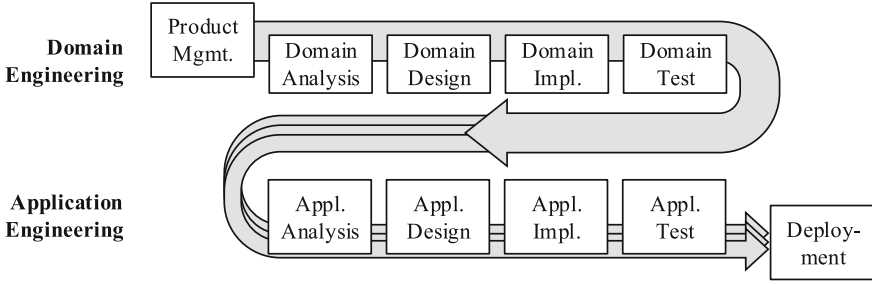 Domain
Engineering
Product
Mgmt.
Domain
Analysis
Domain
Design
Domain
Impl.
Domain
Test
Application
Engineering
Appl.
Analysis
Appl.
Design
Appl.
Impl.
Appl.
Test
Deploy-
ment